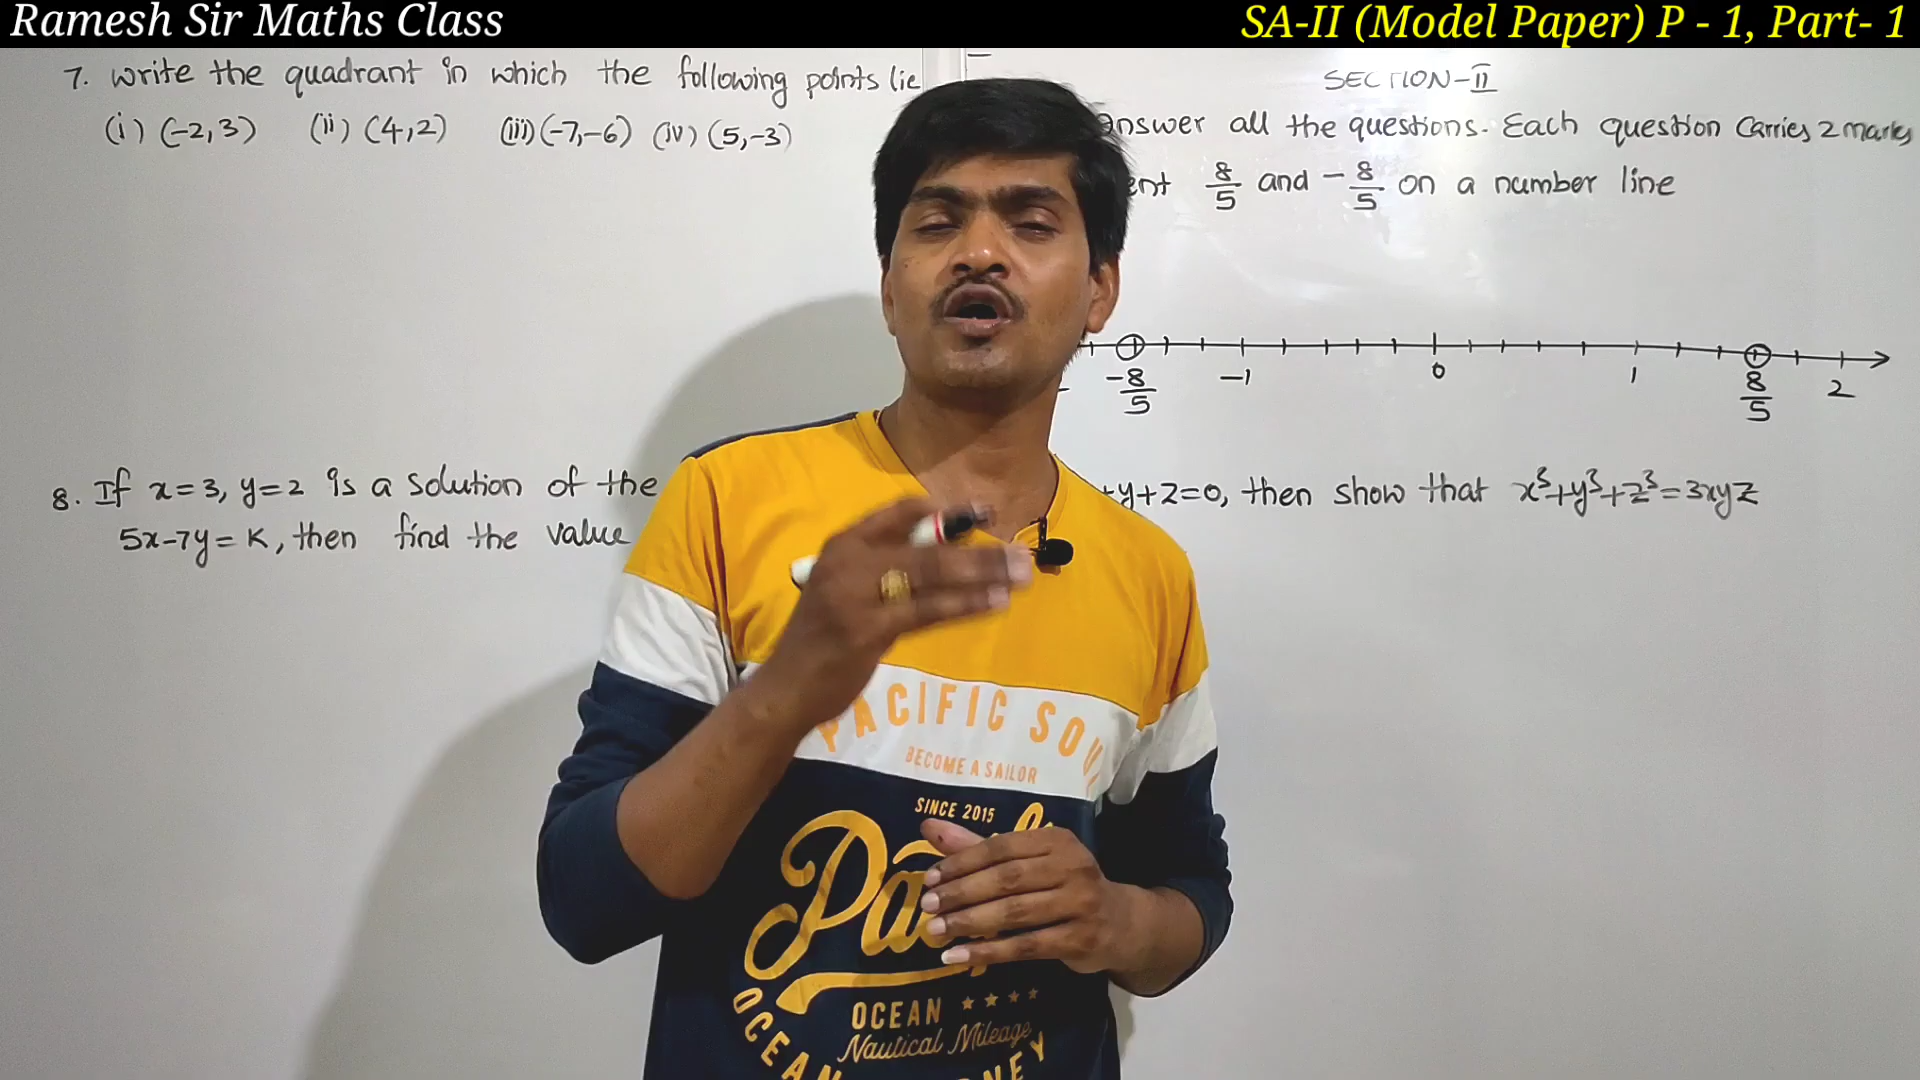 Ramesh Sir Maths Class
SA-II (Model Paper) P - 1, Part- 1
7. Write the quadrant in which the following points lie
(i) (-2,3) (ii) (4,2) (iii) (-7,-6) (iv) (5,-3)
8. If x=3, y=2 is a solution of the
5x-7y=K, then find the value
SECTION-II
Answer all the questions. Each question Carries 2 marks
8/5 and -8/5 on a number line
-8/5 -1 0 1 8/5 2
+y+z=0, then show that x³+y³+z³=3xyz
PACIFIC SOU
BECOME A SAILOR
SINCE 2015
OCEAN
Nautical Mileage